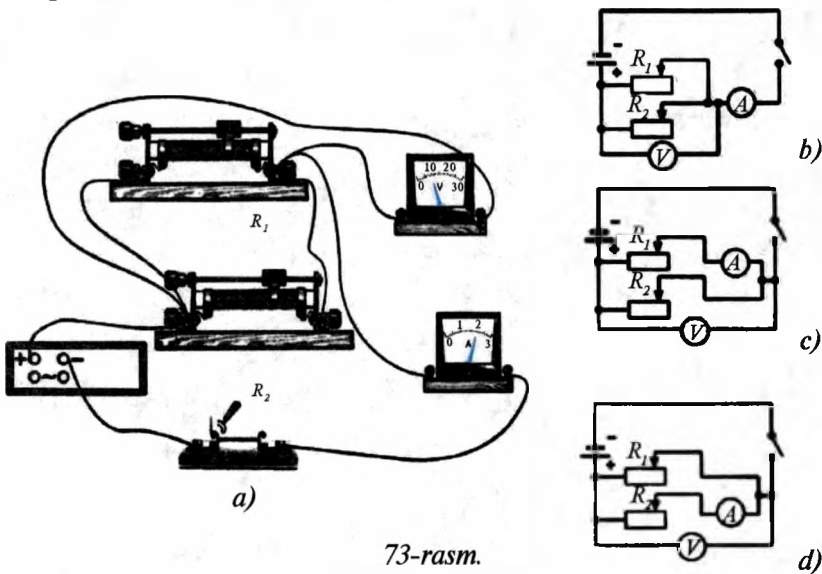 10 20
0 V 30
R₁
1 2
0 A 3
+ −
~
R₂
a)
73-rasm.
−
+
R₁
R₂
A
V
b)
−
+
R₁
R₂
A
V
c)
−
+
R₁
R₂
A
V
d)